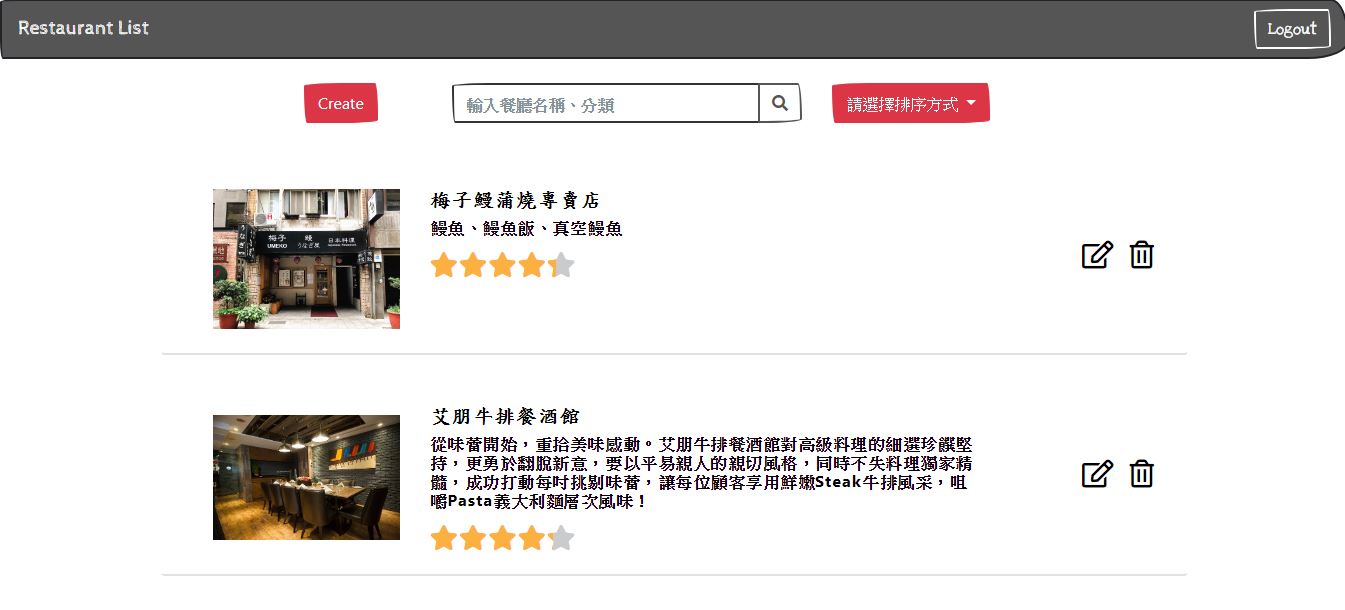 Restaurant List
Logout
Create
輸入餐廳名稱、分類
請選擇排序方式
梅子鰻蒲燒專賣店
鰻魚、鰻魚飯、真空鰻魚
梅子 鰻 日本料理
UMEKO うなぎ屋
艾朋牛排餐酒館
從味蕾開始，重拾美味感動。艾朋牛排餐酒館對高級料理的細選珍饌堅
持，更勇於翻脫新意，要以平易親人的親切風格，同時不失料理獨家精
髓，成功打動每吋挑剔味蕾，讓每位顧客享用鮮嫩Steak牛排風采，咀
嚼Pasta義大利麵層次風味！